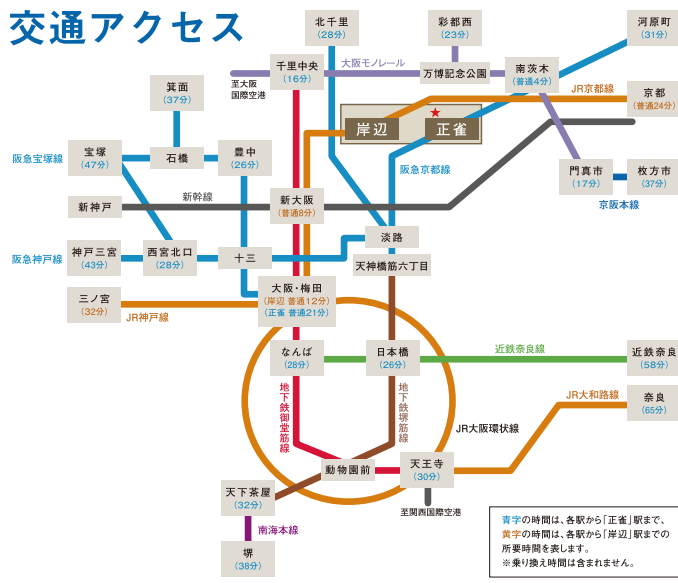 交通アクセス
北千里
(28分)
彩都西
(23分)
河原町
(31分)
千里中央
(16分)
大阪モノレール
万博記念公園
南茨木
(普通4分)
至大阪
国際空港
箕面
(37分)
JR京都線
京都
(普通24分)
★
岸辺
正雀
阪急宝塚線
宝塚
(47分)
石橋
豊中
(26分)
阪急京都線
門真市
(17分)
枚方市
(37分)
京阪本線
新神戸
新幹線
新大阪
(普通8分)
淡路
阪急神戸線
神戸三宮
(43分)
西宮北口
(28分)
十三
天神橋筋六丁目
三ノ宮
(32分)
JR神戸線
大阪・梅田
(岸辺 普通12分)
(正雀 普通21分)
なんば
(28分)
日本橋
(26分)
近鉄奈良線
近鉄奈良
(58分)
地下鉄御堂筋線
地下鉄堺筋線
JR大和路線
奈良
(65分)
JR大阪環状線
動物園前
天王寺
(30分)
天下茶屋
(32分)
至関西国際空港
南海本線
堺
(38分)
青字の時間は、各駅から「正雀」駅まで、
黄字の時間は、各駅から「岸辺」駅までの
所要時間を表します。
※乗り換え時間は含まれません。